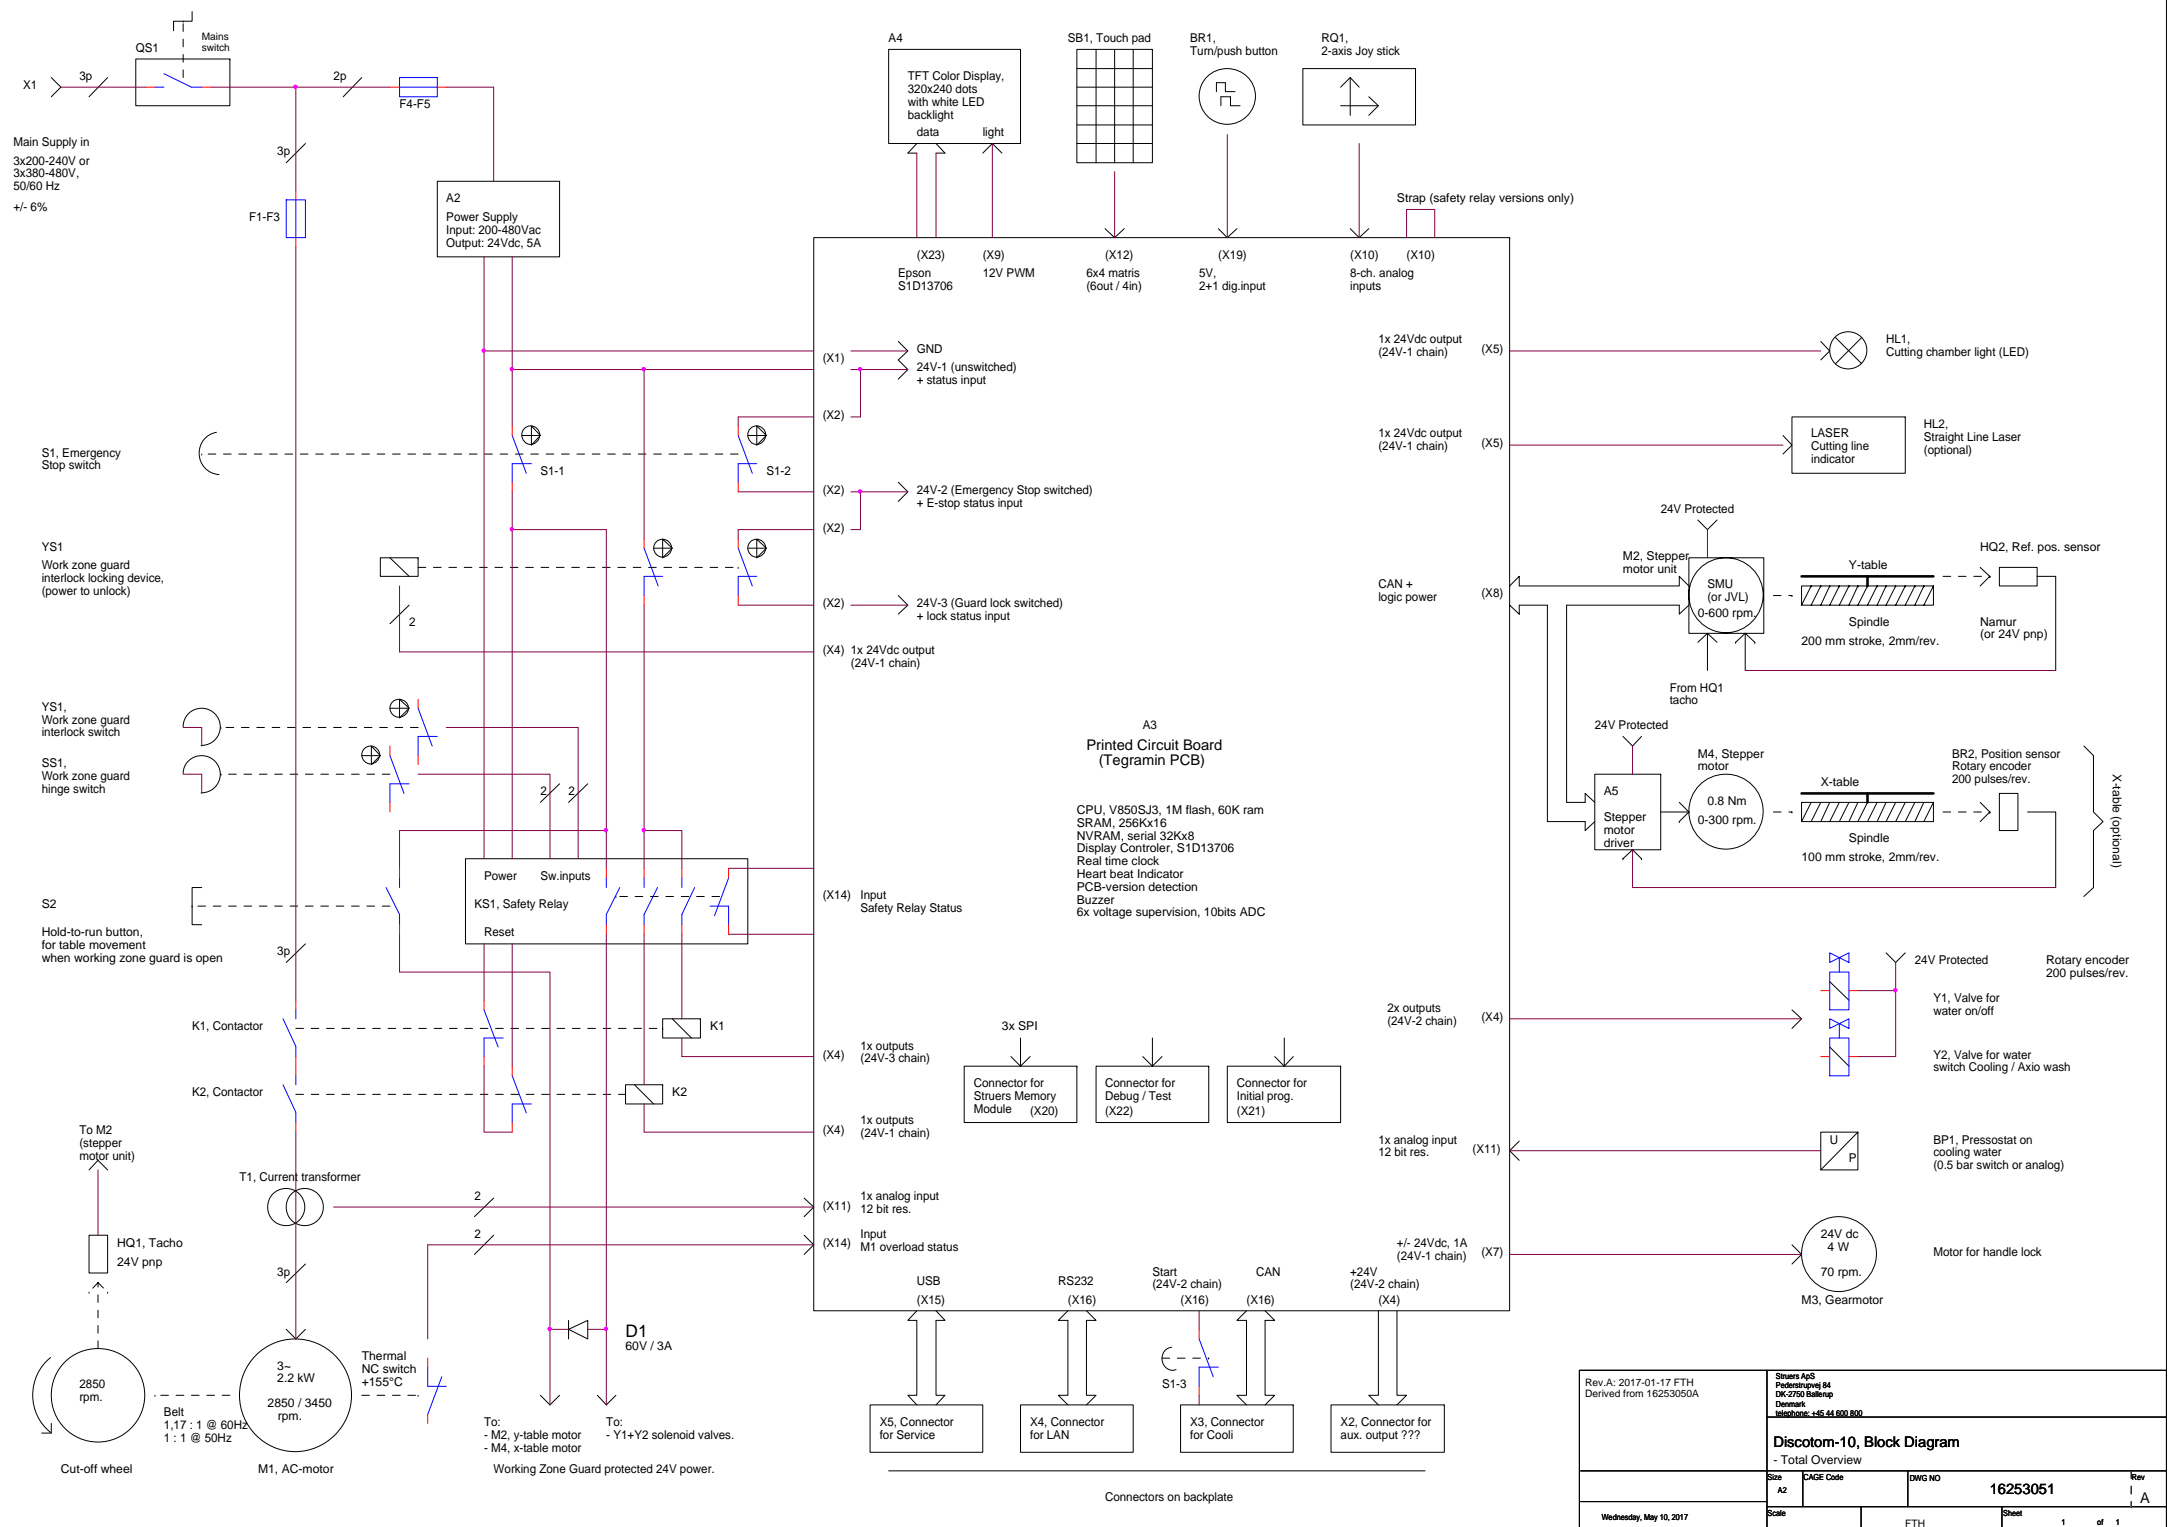 X1
3p
QS1
Mains
switch
2p
F4-F5
Main Supply in
3x200-240V or
3x380-480V,
50/60 Hz
+/- 6%
3p
F1-F3
A2
Power Supply
Input: 200-480Vac
Output: 24Vdc, 5A
A4
TFT Color Display,
320x240 dots
with white LED
backlight
data
light
SB1, Touch pad
BR1,
Turn/push button
RQ1,
2-axis Joy stick
Strap (safety relay versions only)
(X23)
Epson
S1D13706
(X9)
12V PWM
(X12)
6x4 matris
(6out / 4in)
(X19)
5V,
2+1 dig.input
(X10)
8-ch. analog
inputs
(X10)
(X1)
GND
24V-1 (unswitched)
+ status input
(X2)
S1, Emergency
Stop switch
S1-1
S1-2
(X2)
24V-2 (Emergency Stop switched)
+ E-stop status input
(X2)
YS1
Work zone guard
interlock locking device,
(power to unlock)
2
(X2)
24V-3 (Guard lock switched)
+ lock status input
(X4)
1x 24Vdc output
(24V-1 chain)
YS1,
Work zone guard
interlock switch
SS1,
Work zone guard
hinge switch
2
2
Power
Sw.inputs
KS1, Safety Relay
Reset
(X14)
Input
Safety Relay Status
S2
Hold-to-run button,
for table movement
when working zone guard is open
3p
K1, Contactor
K1
(X4)
1x outputs
(24V-3 chain)
K2, Contactor
K2
(X4)
1x outputs
(24V-1 chain)
To M2
(stepper
motor unit)
T1, Current transformer
2
(X11)
1x analog input
12 bit res.
HQ1, Tacho
24V pnp
2
(X14)
Input
M1 overload status
3p
D1
60V / 3A
2850
rpm.
3~
2.2 kW
2850 / 3450
rpm.
Thermal
NC switch
+155°C
Belt
1,17 : 1 @ 60Hz
1 : 1 @ 50Hz
Cut-off wheel
M1, AC-motor
To:
- M2, y-table motor
- M4, x-table motor
To:
- Y1+Y2 solenoid valves.
Working Zone Guard protected 24V power.
A3
Printed Circuit Board
(Tegramin PCB)
CPU, V850SJ3, 1M flash, 60K ram
SRAM, 256Kx16
NVRAM, serial 32Kx8
Display Controler, S1D13706
Real time clock
Heart beat Indicator
PCB-version detection
Buzzer
6x voltage supervision, 10bits ADC
3x SPI
Connector for
Struers Memory
Module (X20)
Connector for
Debug / Test
(X22)
Connector for
Initial prog.
(X21)
USB
(X15)
RS232
(X16)
Start
(24V-2 chain)
(X16)
CAN
(X16)
+24V
(24V-2 chain)
(X4)
S1-3
X5, Connector
for Service
X4, Connector
for LAN
X3, Connector
for Cooli
X2, Connector for
aux. output ???
Connectors on backplate
1x 24Vdc output
(24V-1 chain)
(X5)
HL1,
Cutting chamber light (LED)
1x 24Vdc output
(24V-1 chain)
(X5)
LASER
Cutting line
indicator
HL2,
Straight Line Laser
(optional)
CAN +
logic power
(X8)
24V Protected
M2, Stepper
motor unit
SMU
(or JVL)
0-600 rpm.
Y-table
Spindle
200 mm stroke, 2mm/rev.
HQ2, Ref. pos. sensor
Namur
(or 24V pnp)
From HQ1
tacho
24V Protected
A5
Stepper
motor
driver
M4, Stepper
motor
0.8 Nm
0-300 rpm.
X-table
Spindle
100 mm stroke, 2mm/rev.
BR2, Position sensor
Rotary encoder
200 pulses/rev.
X-table (optional)
2x outputs
(24V-2 chain)
(X4)
24V Protected
Rotary encoder
200 pulses/rev.
Y1, Valve for
water on/off
Y2, Valve for water
switch Cooling / Axio wash
1x analog input
12 bit res.
(X11)
U
P
BP1, Pressostat on
cooling water
(0.5 bar switch or analog)
+/- 24Vdc, 1A
(24V-1 chain)
(X7)
24V dc
4 W
70 rpm.
Motor for handle lock
M3, Gearmotor
Rev.A: 2017-01-17 FTH
Derived from 16253050A
Struers ApS
Pederstrupvej 84
DK-2750 Ballerup
Denmark
telephone: +45 44 600 800
Discotom-10, Block Diagram
- Total Overview
Size
A2
CAGE Code
DWG NO
16253051
Rev
A
Wednesday, May 10, 2017
Scale
FTH
Sheet
1 of 1